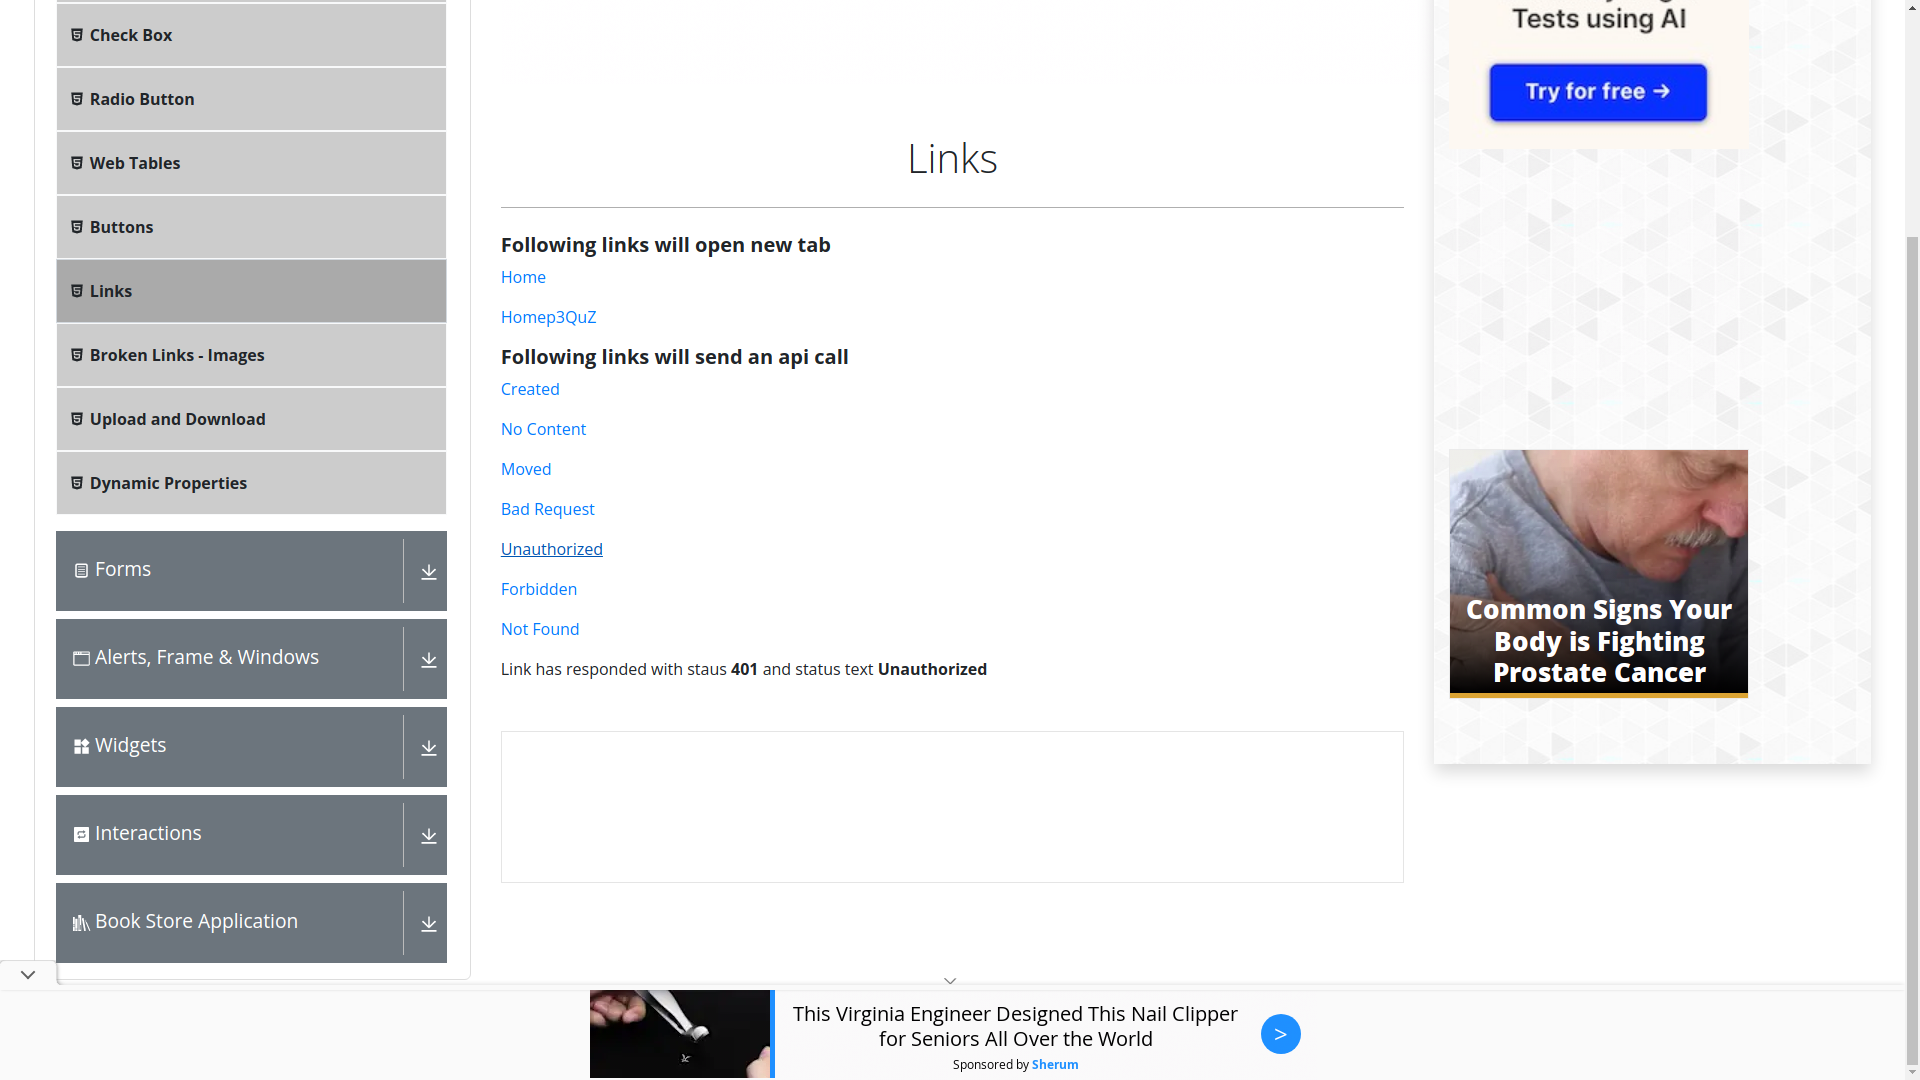 Check Box
Radio Button
Web Tables
Buttons
Links
Broken Links - Images
Upload and Download
Dynamic Properties
Forms
Alerts, Frame & Windows
Widgets
Interactions
Book Store Application
Links
Following links will open new tab
Home
Homep3QuZ
Following links will send an api call
Created
No Content
Moved
Bad Request
Unauthorized
Forbidden
Not Found
Link has responded with staus 401 and status text Unauthorized
Tests using AI
Try for free →
Common Signs Your
Body is Fighting
Prostate Cancer
This Virginia Engineer Designed This Nail Clipper
for Seniors All Over the World
Sponsored by Sherum
>